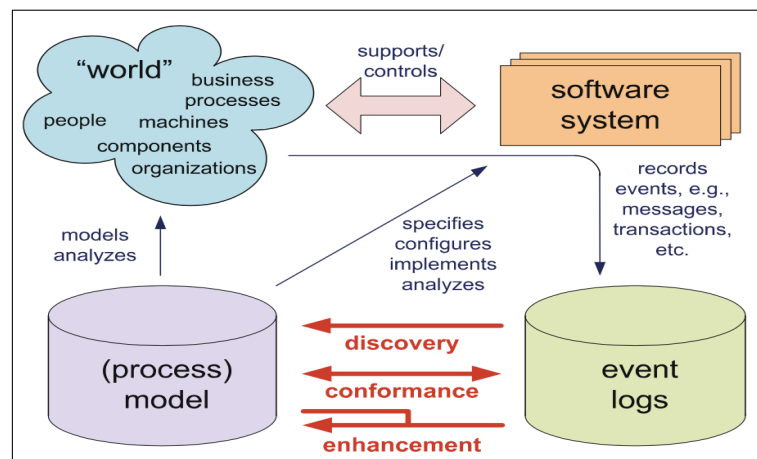 “world”
business
processes
people
machines
components
organizations
supports/
controls
software
system
records
events, e.g.,
messages,
transactions,
etc.
models
analyzes
specifies
configures
implements
analyzes
(process)
model
discovery
conformance
enhancement
event
logs